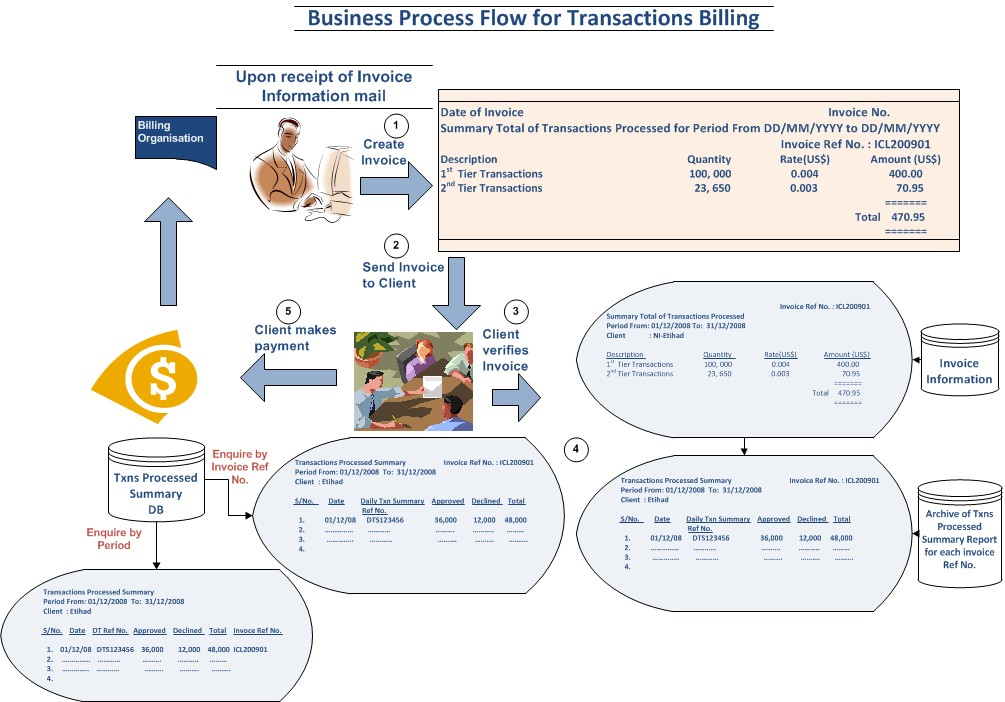 Business Process Flow for Transactions Billing
Upon receipt of Invoice
Information mail
Billing
Organisation
1
Create
Invoice
Date of Invoice Invoice No.
Summary Total of Transactions Processed for Period From DD/MM/YYYY to DD/MM/YYYY
Invoice Ref No. : ICL200901
Description Quantity Rate(US$) Amount (US$)
1st Tier Transactions 100, 000 0.004 400.00
2nd Tier Transactions 23, 650 0.003 70.95
=======
Total 470.95
=======
2
Send Invoice
to Client
5
Client makes
payment
3
Client
verifies
Invoice
$
Invoice Ref No. : ICL200901
Summary Total of Transactions Processed
Period From: 01/12/2008 To: 31/12/2008
Client : NI-Etihad
Description Quantity Rate(US$) Amount (US$)
1st Tier Transactions 100, 000 0.004 400.00
2nd Tier Transactions 23, 650 0.003 70.95
=======
Total 470.95
=======
Invoice
Information
4
Txns Processed
Summary
DB
Enquire by
Invoice Ref
No.
Enquire by
Period
Transactions Processed Summary Invoice Ref No. : ICL200901
Period From: 01/12/2008 To: 31/12/2008
Client : Etihad
S/No. Date Daily Txn Summary Approved Declined Total
Ref No.
1. 01/12/08 DTS123456 36,000 12,000 48,000
2. .............. ............ ......... .......... .........
3. .............. ............ ......... .......... .........
4.
Transactions Processed Summary Invoice Ref No. : ICL200901
Period From: 01/12/2008 To: 31/12/2008
Client : Etihad
S/No. Date Daily Txn Summary Approved Declined Total
Ref No.
1. 01/12/08 DTS123456 36,000 12,000 48,000
2. .............. ............ ......... .......... .........
3. .............. ............ ......... .......... .........
4.
Archive of Txns
Processed
Summary Report
for each invoice
Ref No.
Transactions Processed Summary
Period From: 01/12/2008 To: 31/12/2008
Client : Etihad
S/No. Date DT Ref No. Approved Declined Total Invoce Ref No.
1. 01/12/08 DTS123456 36,000 12,000 48,000 ICL200901
2. .............. ............ ......... .......... .........
3. .............. ............ ......... .......... .........
4.